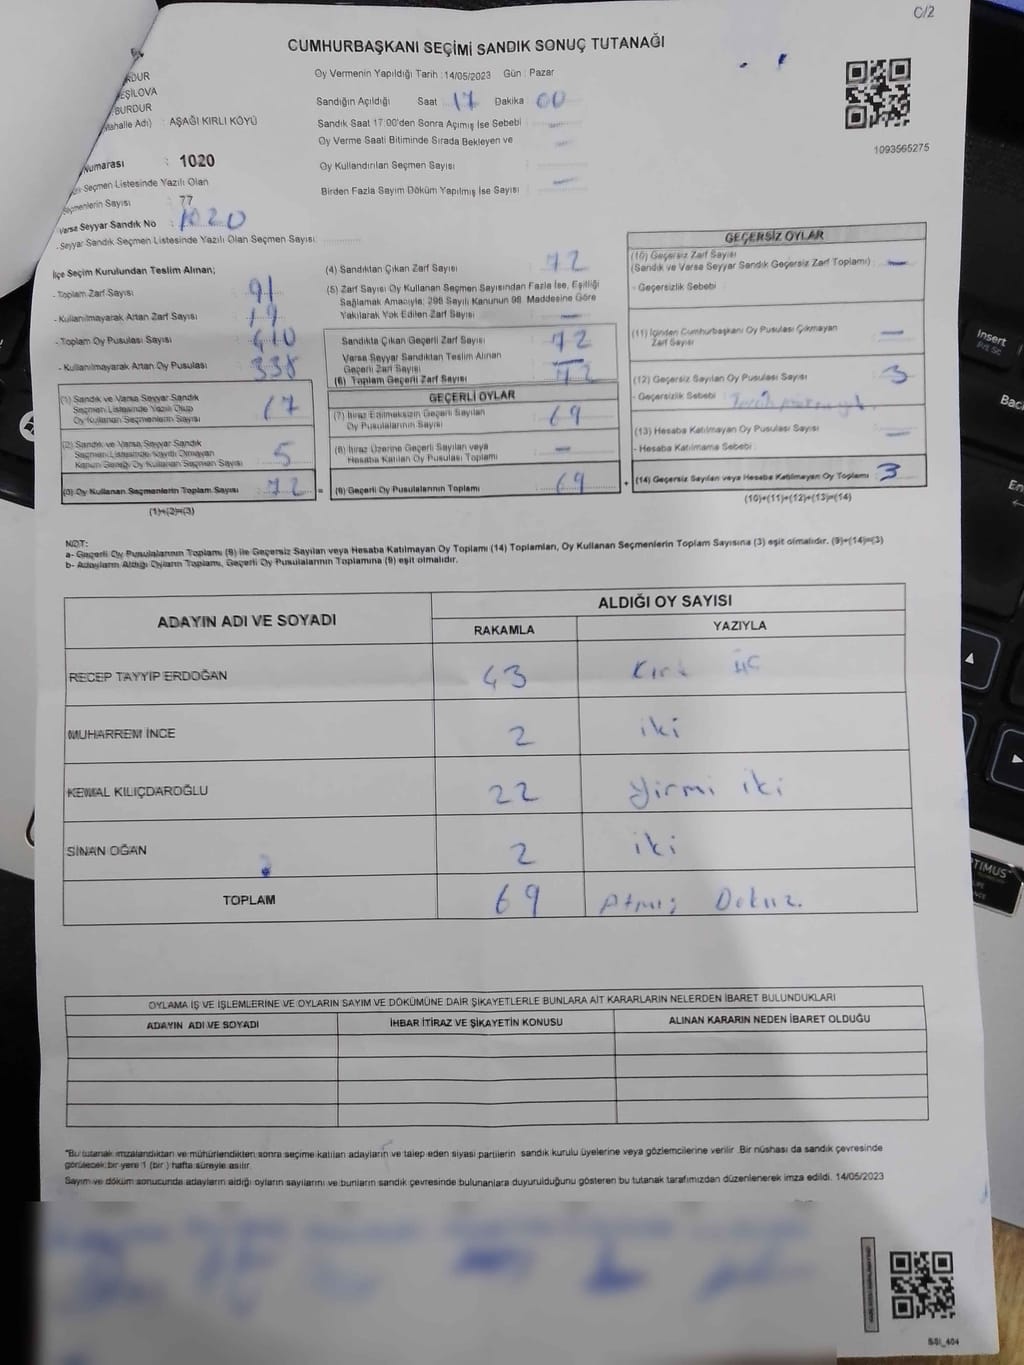 C/2
CUMHURBAŞKANI SEÇİMİ SANDIK SONUÇ TUTANAĞI
Oy Vermenin Yapıldığı Tarih : 14/05/2023 Gün : Pazar
Sandığın Açıldığı Saat 17 Dakika 00
Sandık Saat 17:00'den Sonra Açımış İse Sebebi
Oy Verme Saati Bitiminde Sırada Bekleyen ve
Oy Kullandırılan Seçmen Sayısı
Birden Fazla Sayım Döküm Yapılmış İse Sayısı
1093565275
BURDUR
(Mahalle Adı) : AŞAĞI KIRLI KÖYÜ
Numarası : 1020
Seçmen Listesinde Yazılı Olan
Seçmenlerin Sayısı : 77
Varsa Seyyar Sandık No 1020
- Seyyar Sandık Seçmen Listesinde Yazılı Olan Seçmen Sayısı:
İlçe Seçim Kurulundan Teslim Alınan;
- Toplam Zarf Sayısı 91
- Kullanılmayarak Artan Zarf Sayısı 19
- Toplam Oy Pusulası Sayısı 410
- Kullanılmayarak Artan Oy Pusulası 338
(1) Sandık ve Varsa Seyyar Sandık
Seçmen Listesinde Yazılı Olup
Oy Kullanan Seçmenlerin Sayısı 67
(2) Sandık ve Varsa Seyyar Sandık
Seçmen Listesinde Kayıtlı Olmayan
Kanun Gereği Oy Kullanan Seçmen Sayısı 5
(3) Oy Kullanan Seçmenlerin Toplam Sayısı 72 =
(1)+(2)=(3)
(4) Sandıktan Çıkan Zarf Sayısı 72
(5) Zarf Sayısı Oy Kullanan Seçmen Sayısından Fazla İse, Eşitliği
Sağlamak Amacıyla; 298 Sayılı Kanunun 98. Maddesine Göre
Yakılarak Yok Edilen Zarf Sayısı
Sandıkta Çıkan Geçerli Zarf Sayısı 72
Varsa Seyyar Sandıktan Teslim Alınan
Geçerli Zarf Sayısı
(6) Toplam Geçerli Zarf Sayısı 72
GEÇERLİ OYLAR
(7) İtiraz Edilmeksizin Geçerli Sayılan
Oy Pusulalarının Sayısı 69
(8) İtiraz Üzerine Geçerli Sayılan veya
Hesaba Katılan Oy Pusulası Toplamı
(9) Geçerli Oy Pusulalarının Toplamı 69 +
GEÇERSİZ OYLAR
(10) Geçersiz Zarf Sayısı
(Sandık ve Varsa Seyyar Sandık Geçersiz Zarf Toplamı)
- Geçersizlik Sebebi :
(11) İçinden Cumhurbaşkanı Oy Pusulası Çıkmayan
Zarf Sayısı
(12) Geçersiz Sayılan Oy Pusulası Sayısı 3
- Geçersizlik Sebebi :
(13) Hesaba Katılmayan Oy Pusulası Sayısı
- Hesaba Katılmama Sebebi :
(14) Geçersiz Sayılan veya Hesaba Katılmayan Oy Toplamı 3
(10)+(11)+(12)+(13)=(14)
NOT:
a- Geçerli Oy Pusulalarının Toplamı (9) ile Geçersiz Sayılan veya Hesaba Katılmayan Oy Toplamı (14) Toplamları, Oy Kullanan Seçmenlerin Toplam Sayısına (3) eşit olmalıdır. (9)+(14)=(3)
b- Adayların Aldığı Oyların Toplamı, Geçerli Oy Pusulalarının Toplamına (9) eşit olmalıdır.
ADAYIN ADI VE SOYADI
ALDIĞI OY SAYISI
RAKAMLA YAZIYLA
RECEP TAYYİP ERDOĞAN 43 Kırk üç
MUHARREM İNCE 2 iki
KEMAL KILIÇDAROĞLU 22 Yirmi iki
SİNAN OĞAN 2 iki
TOPLAM 69 Atmış Dokuz.
OYLAMA İŞ VE İŞLEMLERİNE VE OYLARIN SAYIM VE DÖKÜMÜNE DAİR ŞİKAYETLERLE BUNLARA AİT KARARLARIN NELERDEN İBARET BULUNDUKLARI
ADAYIN ADI VE SOYADI İHBAR İTİRAZ VE ŞİKAYETİN KONUSU ALINAN KARARIN NEDEN İBARET OLDUĞU
*Bu tutanak imzalandıktan ve mühürlendikten sonra seçime katılan adayların ve talep eden siyasi partilerin sandık kurulu üyelerine veya gözlemcilerine verilir. Bir nüshası da sandık çevresinde
görülecek bir yere 1 (bir ) hafta süreyle asılır.
Sayım ve döküm sonucunda adayların aldığı oyların sayılarını ve bunların sandık çevresinde bulunanlara duyurulduğunu gösteren bu tutanak tarafımızdan düzenlenerek imza edildi. 14/05/2023
SSI_404
Insert